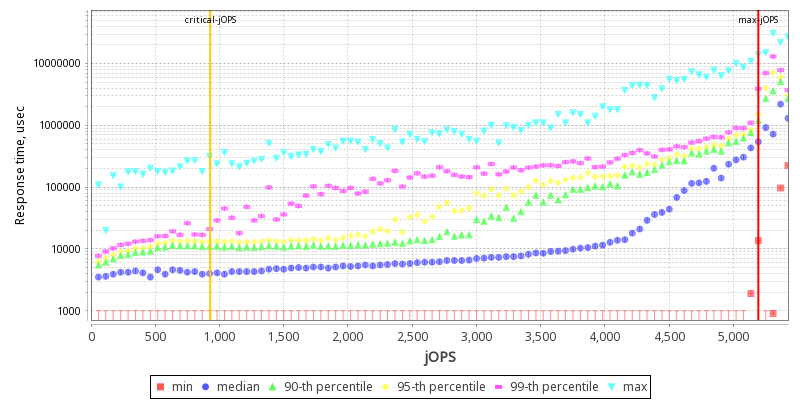 critical-jOPS max-jOPS
10000000
1000000
100000
10000
1000
Response time, usec
0 500 1,000 1,500 2,000 2,500 3,000 3,500 4,000 4,500 5,000
jOPS
min median 90-th percentile 95-th percentile 99-th percentile max